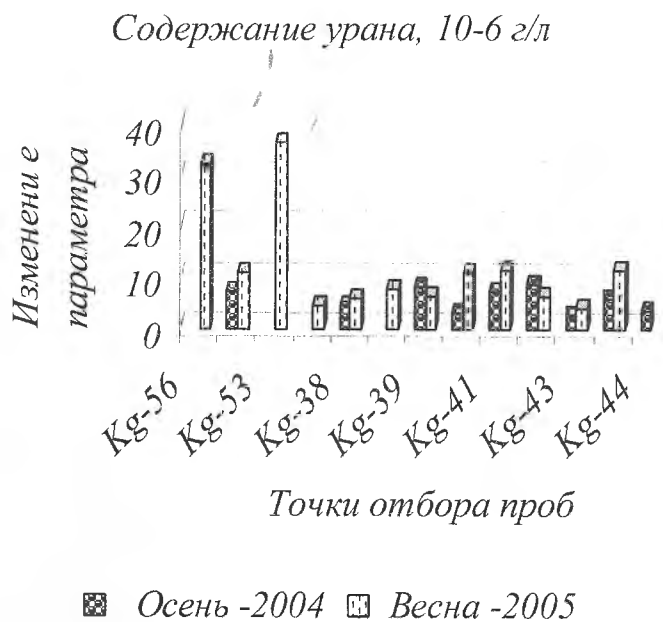 Содержание урана, 10-6 г/л
Изменени е
параметра
40
30
20
10
0
Kg-56
Kg-53
Kg-38
Kg-39
Kg-41
Kg-43
Kg-44
Точки отбора проб
Осень -2004
Весна -2005